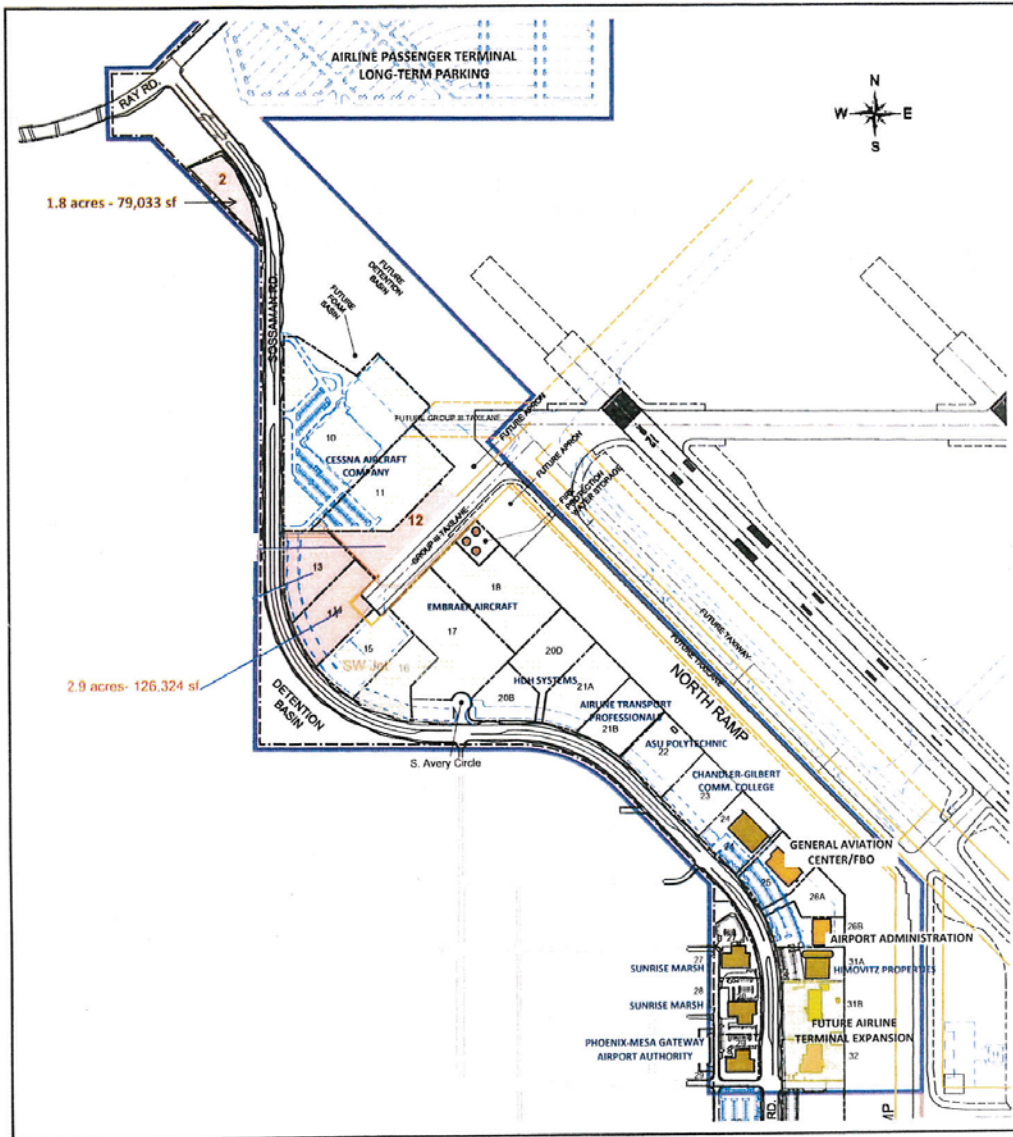 AIRLINE PASSENGER TERMINAL
LONG-TERM PARKING
N
W
E
S
RAY RD.
2
1.8 acres - 79,033 sf
SOSSAMAN RD.
FUTURE
DETENTION
BASIN
FUTURE
FOAM
BASIN
FUTURE GROUP III TAXILANE
FUTURE APRON
FUTURE APRON
10
CESSNA AIRCRAFT
COMPANY
11
12
FIRE
PROTECTION
WATER STORAGE
GROUP III TAXILANE
13
14
18
EMBRAER AIRCRAFT
15
17
SW Jet
16
FUTURE TAXIWAY
FUTURE TAXILANE
2.9 acres- 126,324 sf
DETENTION
BASIN
20D
HDH SYSTEMS
21A
20B
NORTH RAMP
AIRLINE TRANSPORT
PROFESSIONALS
21B
S. Avery Circle
ASU POLYTECHNIC
22
CHANDLER-GILBERT
COMM. COLLEGE
23
24
GENERAL AVIATION
CENTER/FBO
25
26A
26B
AIRPORT ADMINISTRATION
27
SUNRISE MARSH
31A
HIMOVITZ PROPERTIES
28
SUNRISE MARSH
31B
FUTURE AIRLINE
TERMINAL EXPANSION
PHOENIX-MESA GATEWAY
AIRPORT AUTHORITY
32
RD.
MP